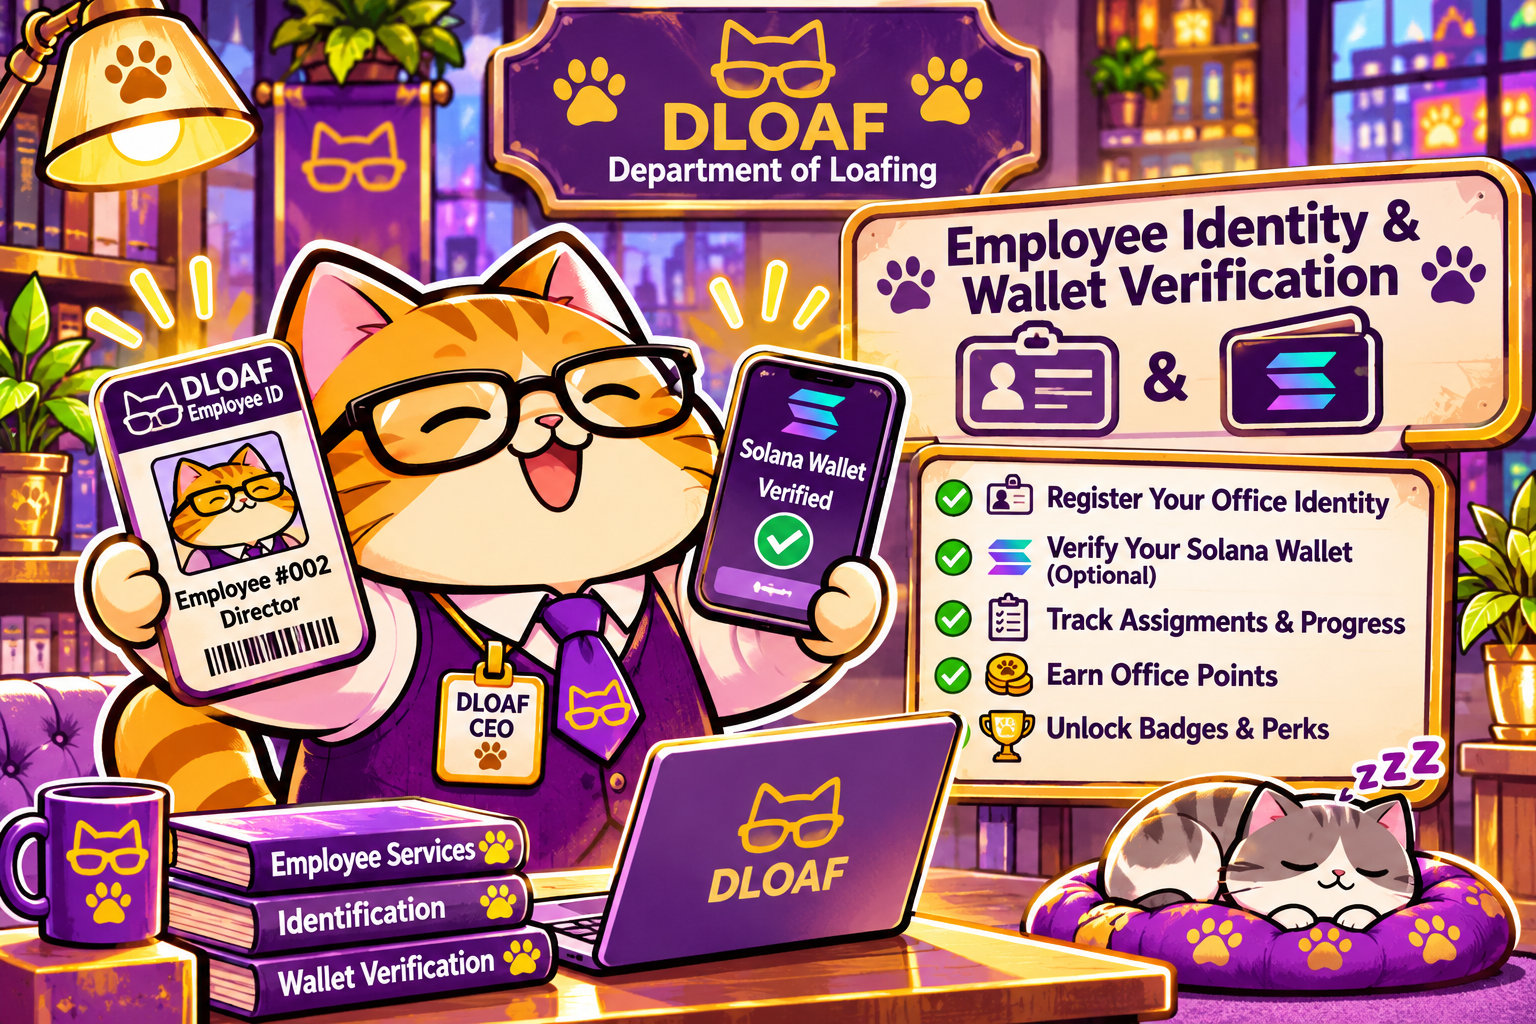 DLOAF
Department of Loafing
Employee Identity &
Wallet Verification
&
DLOAF
Employee ID
Employee #002
Director
Solana Wallet
Verified
Register Your Office Identity
Verify Your Solana Wallet
(Optional)
Track Assignments & Progress
Earn Office Points
Unlock Badges & Perks
DLOAF
CEO
zzz
DLOAF
Employee Services
Identification
Wallet Verification